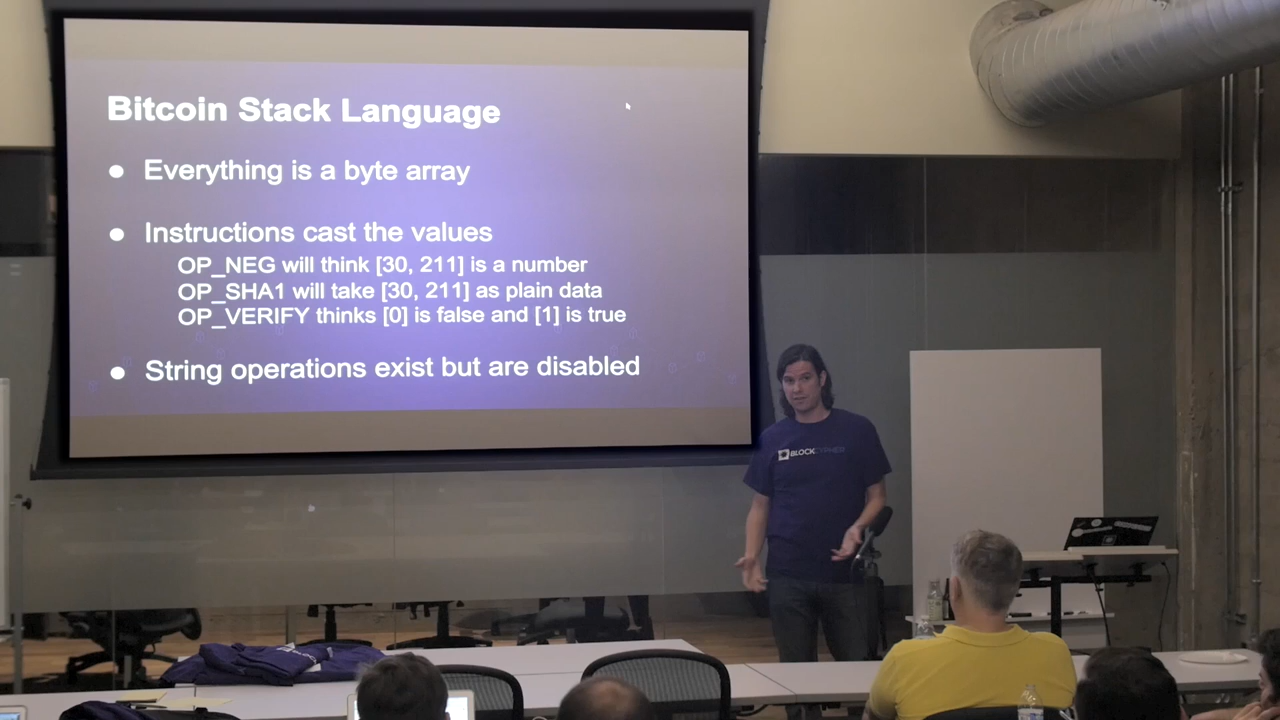 Bitcoin Stack Language
● Everything is a byte array
● Instructions cast the values
OP_NEG will think [30, 211] is a number
OP_SHA1 will take [30, 211] as plain data
OP_VERIFY thinks [0] is false and [1] is true
● String operations exist but are disabled
BLOCKCYPHER